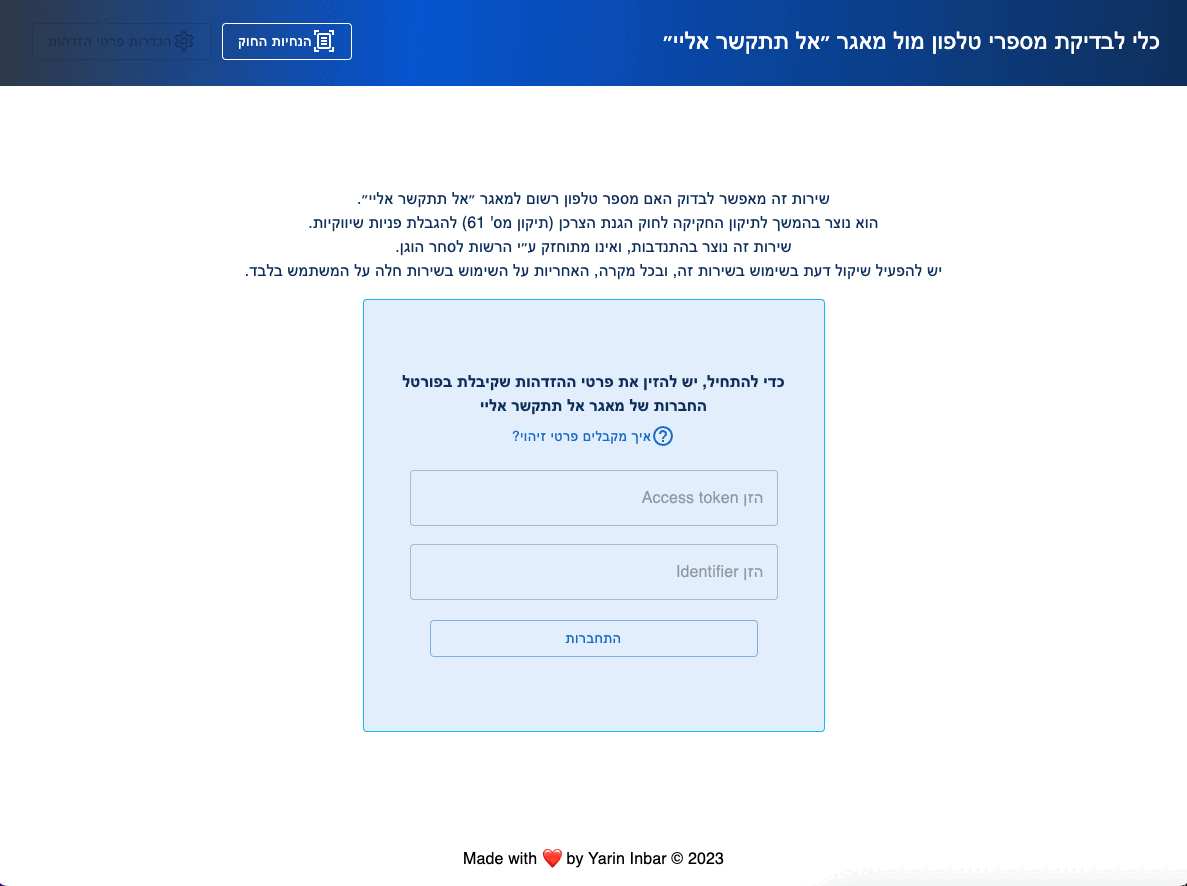 כלי לבדיקת מספרי טלפון מול מאגר ״אל תתקשר אליי״
הנחיות החוק
הגדרות פרטי הזדהות
שירות זה מאפשר לבדוק האם מספר טלפון רשום למאגר ״אל תתקשר אליי״.
הוא נוצר בהמשך לתיקון החקיקה לחוק הגנת הצרכן (תיקון מס' 61) להגבלת פניות שיווקיות.
שירות זה נוצר בהתנדבות, ואינו מתוחזק ע״י הרשות לסחר הוגן.
יש להפעיל שיקול דעת בשימוש בשירות זה, ובכל מקרה, האחריות על השימוש בשירות חלה על המשתמש בלבד.
כדי להתחיל, יש להזין את פרטי ההזדהות שקיבלת בפורטל
החברות של מאגר אל תתקשר אליי
איך מקבלים פרטי זיהוי?
הזן Access token
הזן Identifier
התחברות
Made with ❤️ by Yarin Inbar © 2023